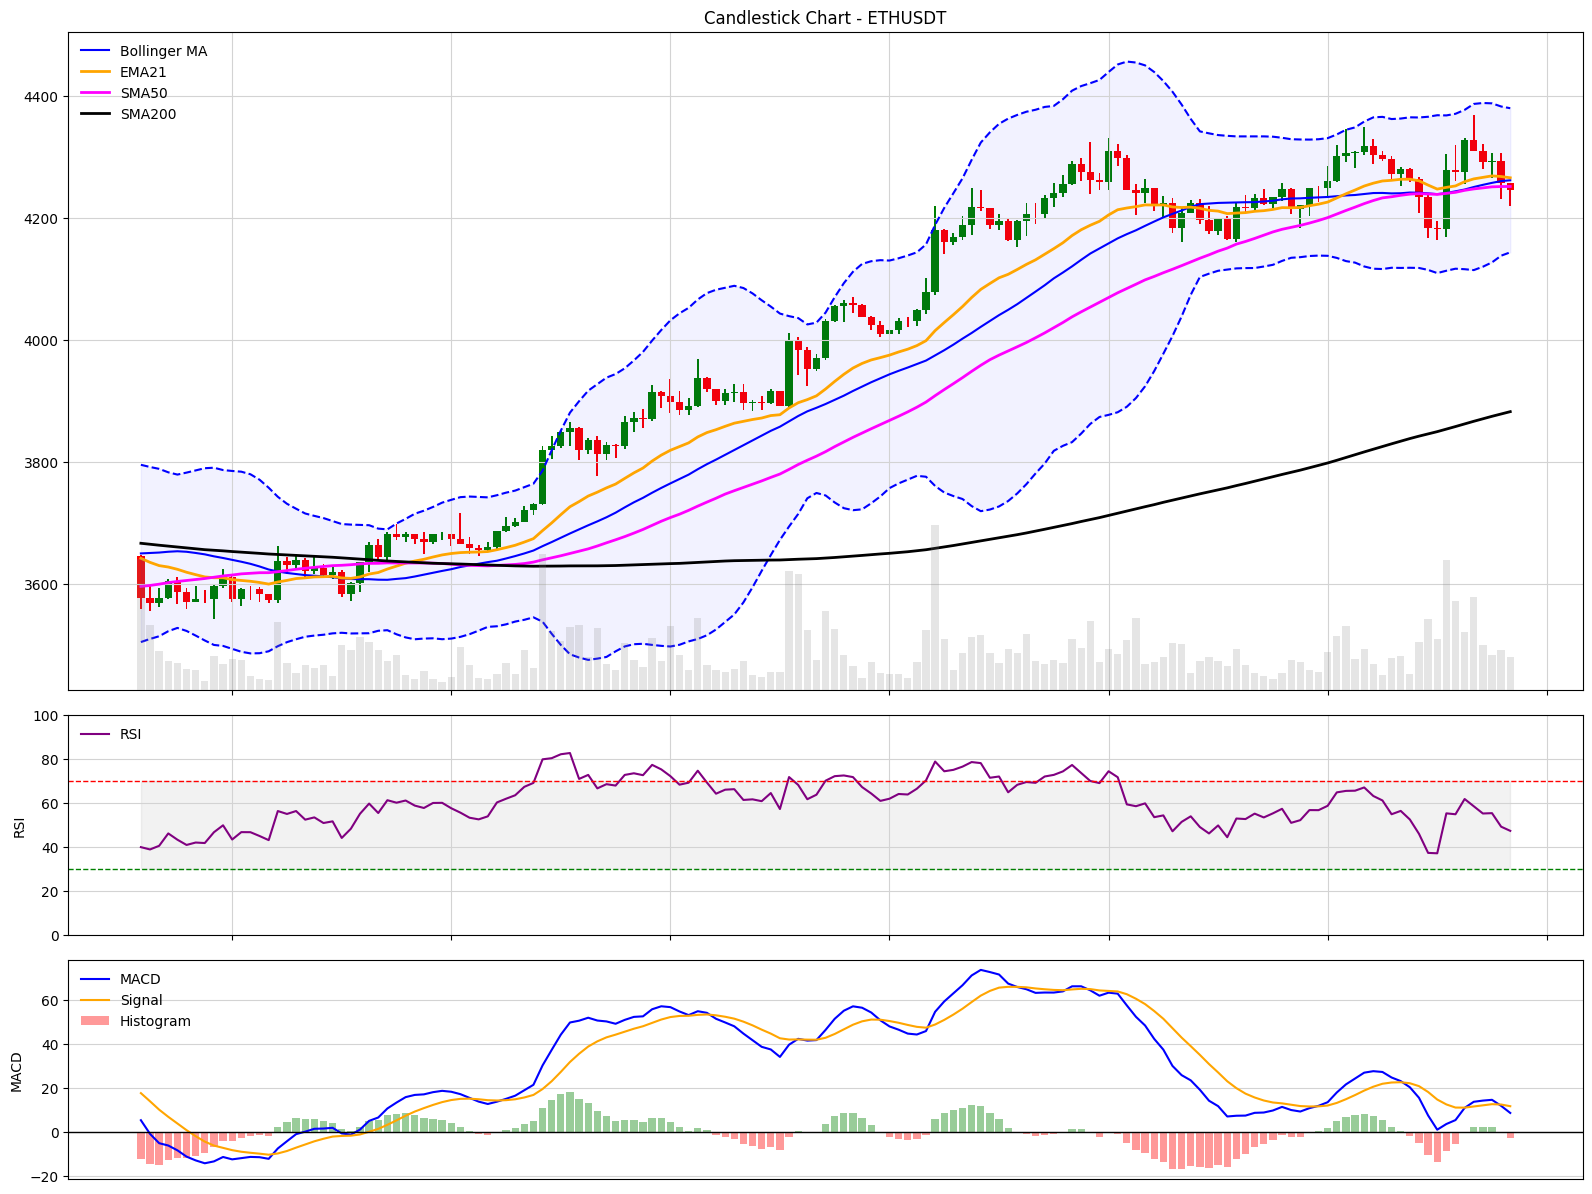 Candlestick Chart - ETHUSDT
Bollinger MA
EMA21
SMA50
SMA200
4400
4200
4000
3800
3600
RSI
100
80
60
40
20
0
RSI
MACD
Signal
Histogram
60
40
20
0
−20
MACD